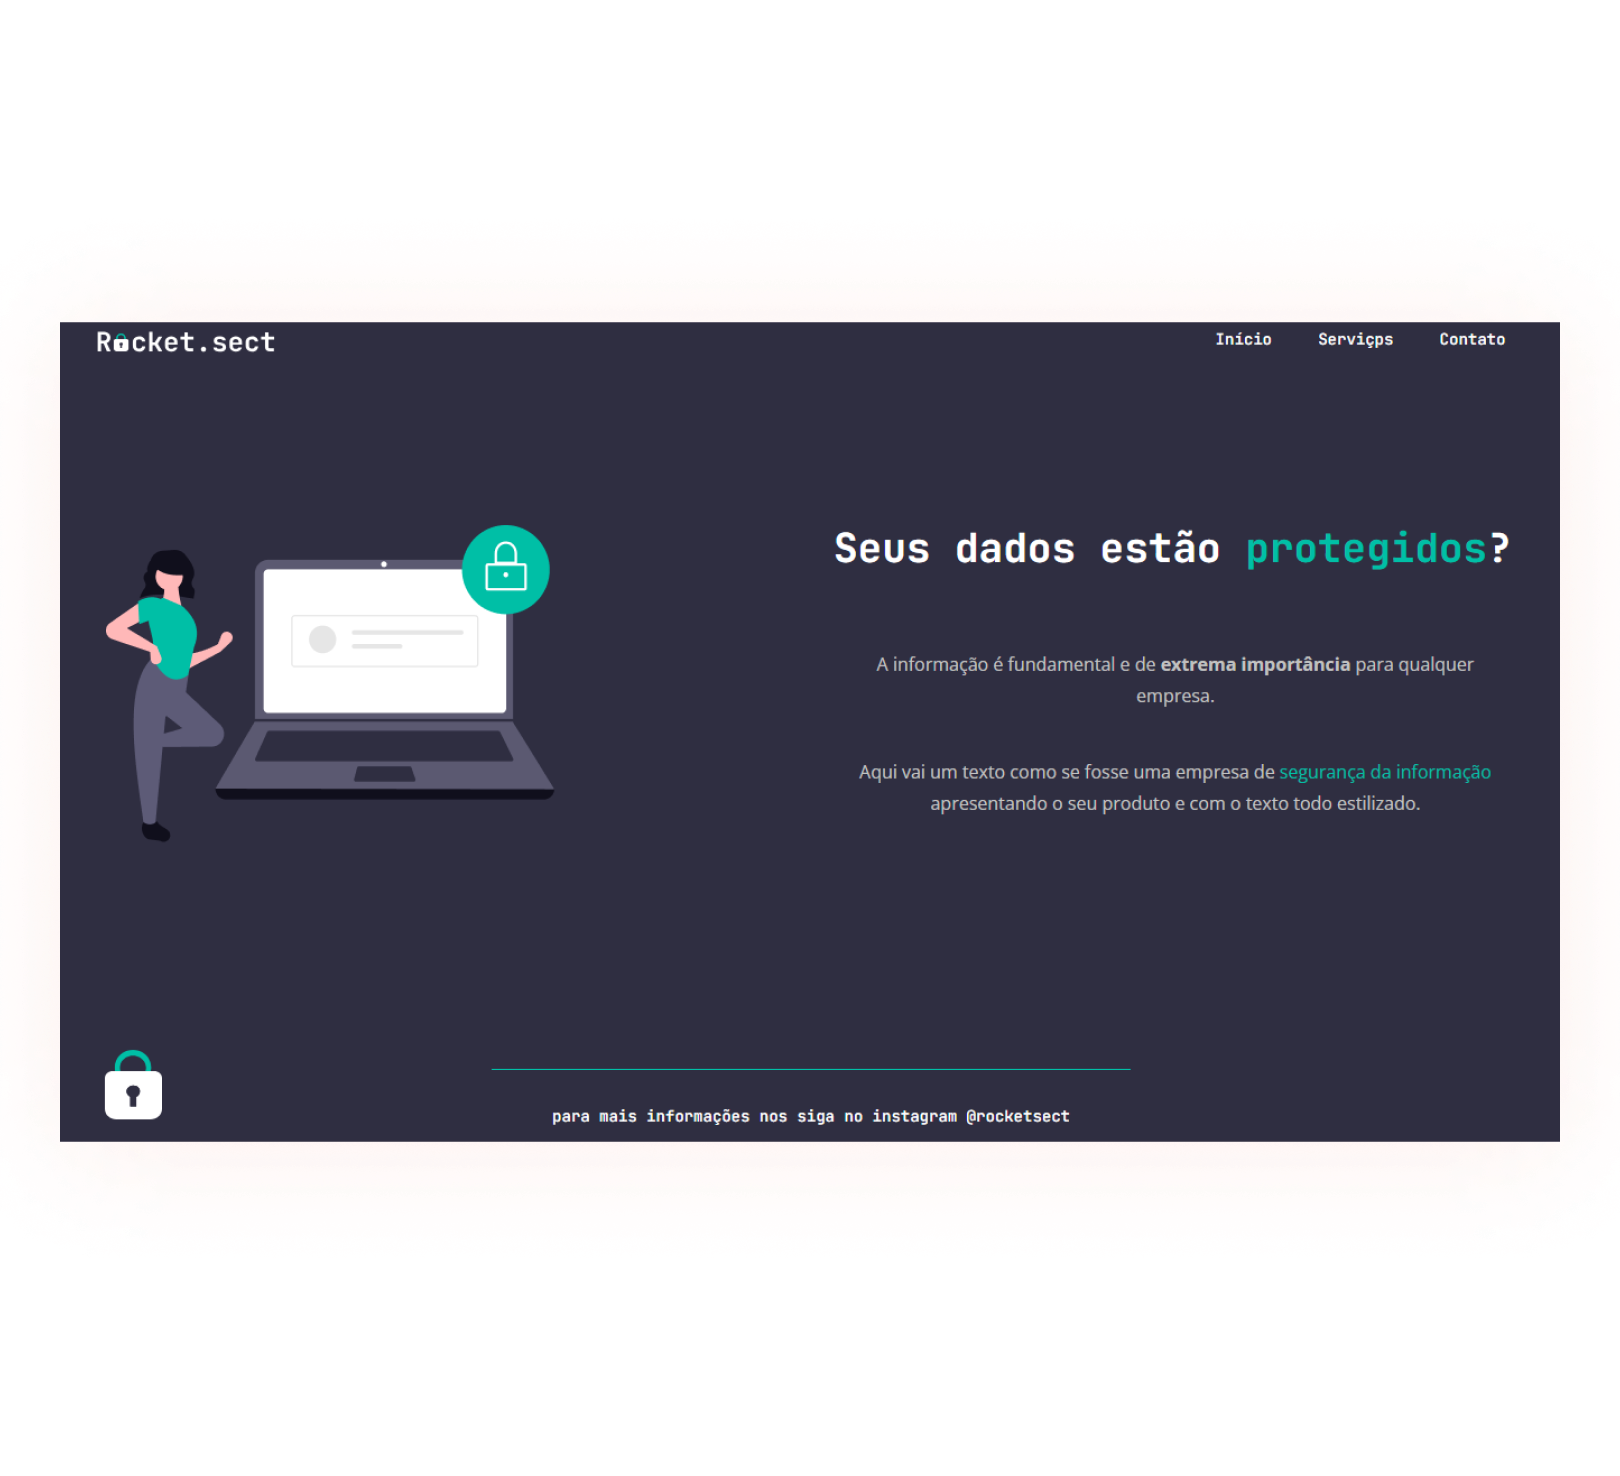 Rocket.sect
Início Serviçps Contato
Seus dados estão protegidos?
A informação é fundamental e de extrema importância para qualquer
empresa.
Aqui vai um texto como se fosse uma empresa de segurança da informação
apresentando o seu produto e com o texto todo estilizado.
para mais informações nos siga no instagram @rocketsect